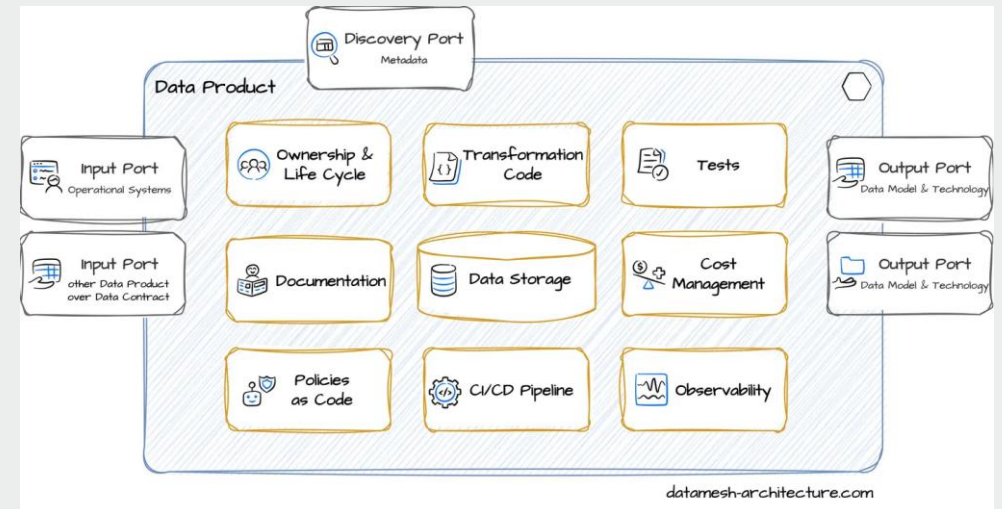 Discovery Port
Metadata
Data Product
Input Port
Operational Systems
Ownership &
Life Cycle
Transformation
Code
Tests
Output Port
Data Model & Technology
Input Port
other Data Product
over Data Contract
Documentation
Data Storage
Cost
Management
Output Port
Data Model & Technology
Policies
as Code
CI/CD Pipeline
Observability
datamesh-architecture.com